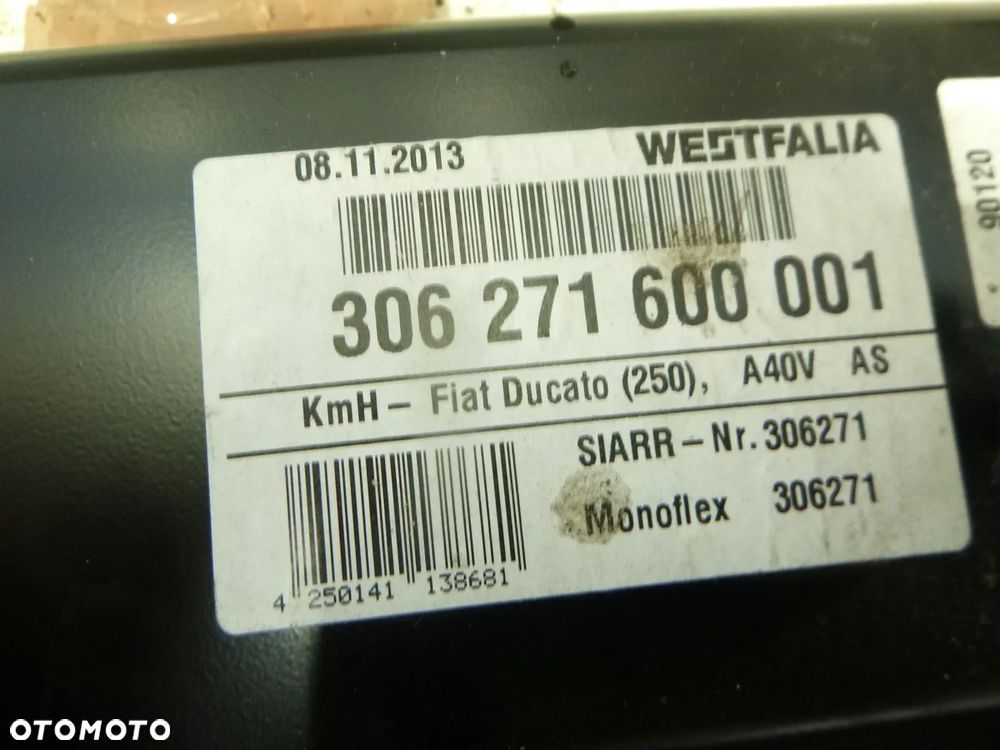 08.11.2013 WESTFALIA
306 271 600 001
KmH – Fiat Ducato (250), A40V AS
SIARR – Nr. 306271
Monoflex 306271
4 250141 138681
90120
OTOMOTO